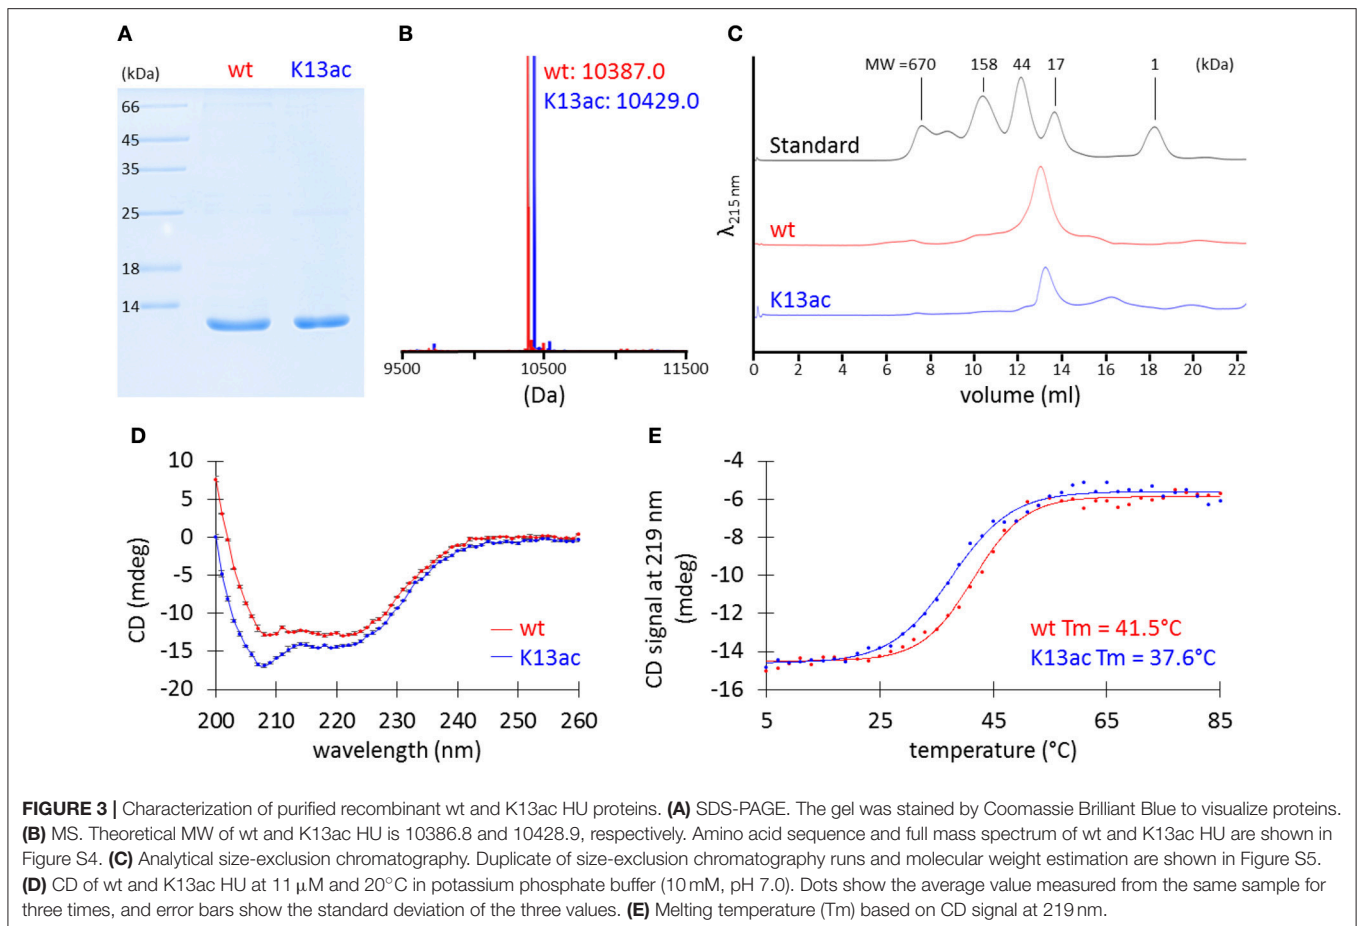 A
(kDa)
wt
K13ac
66
45
35
25
18
14
B
wt: 10387.0
K13ac: 10429.0
9500
10500
11500
(Da)
C
MW =670
158
44
17
1
(kDa)
Standard
wt
K13ac
λ215 nm
0
2
4
6
8
10
12
14
16
18
20
22
volume (ml)
D
10
5
0
-5
-10
-15
-20
CD (mdeg)
wt
K13ac
200
210
220
230
240
250
260
wavelength (nm)
E
-4
-6
-8
-10
-12
-14
-16
CD signal at 219 nm
(mdeg)
wt Tm = 41.5°C
K13ac Tm = 37.6°C
5
25
45
65
85
temperature (°C)
FIGURE 3 | Characterization of purified recombinant wt and K13ac HU proteins. (A) SDS-PAGE. The gel was stained by Coomassie Brilliant Blue to visualize proteins.
(B) MS. Theoretical MW of wt and K13ac HU is 10386.8 and 10428.9, respectively. Amino acid sequence and full mass spectrum of wt and K13ac HU are shown in
Figure S4. (C) Analytical size-exclusion chromatography. Duplicate of size-exclusion chromatography runs and molecular weight estimation are shown in Figure S5.
(D) CD of wt and K13ac HU at 11 μM and 20°C in potassium phosphate buffer (10 mM, pH 7.0). Dots show the average value measured from the same sample for
three times, and error bars show the standard deviation of the three values. (E) Melting temperature (Tm) based on CD signal at 219 nm.